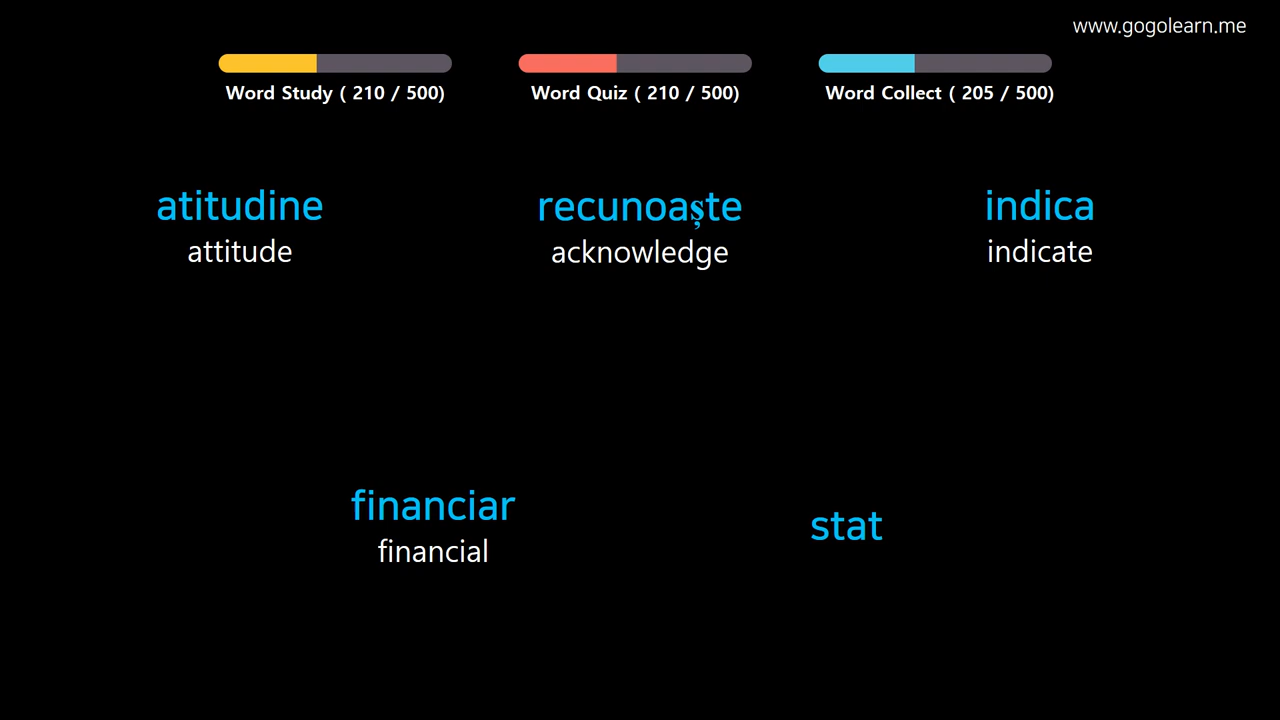 www.gogolearn.me
Word Study ( 210 / 500)
Word Quiz ( 210 / 500)
Word Collect ( 205 / 500)
atitudine
attitude
recunoaște
acknowledge
indica
indicate
financiar
financial
stat